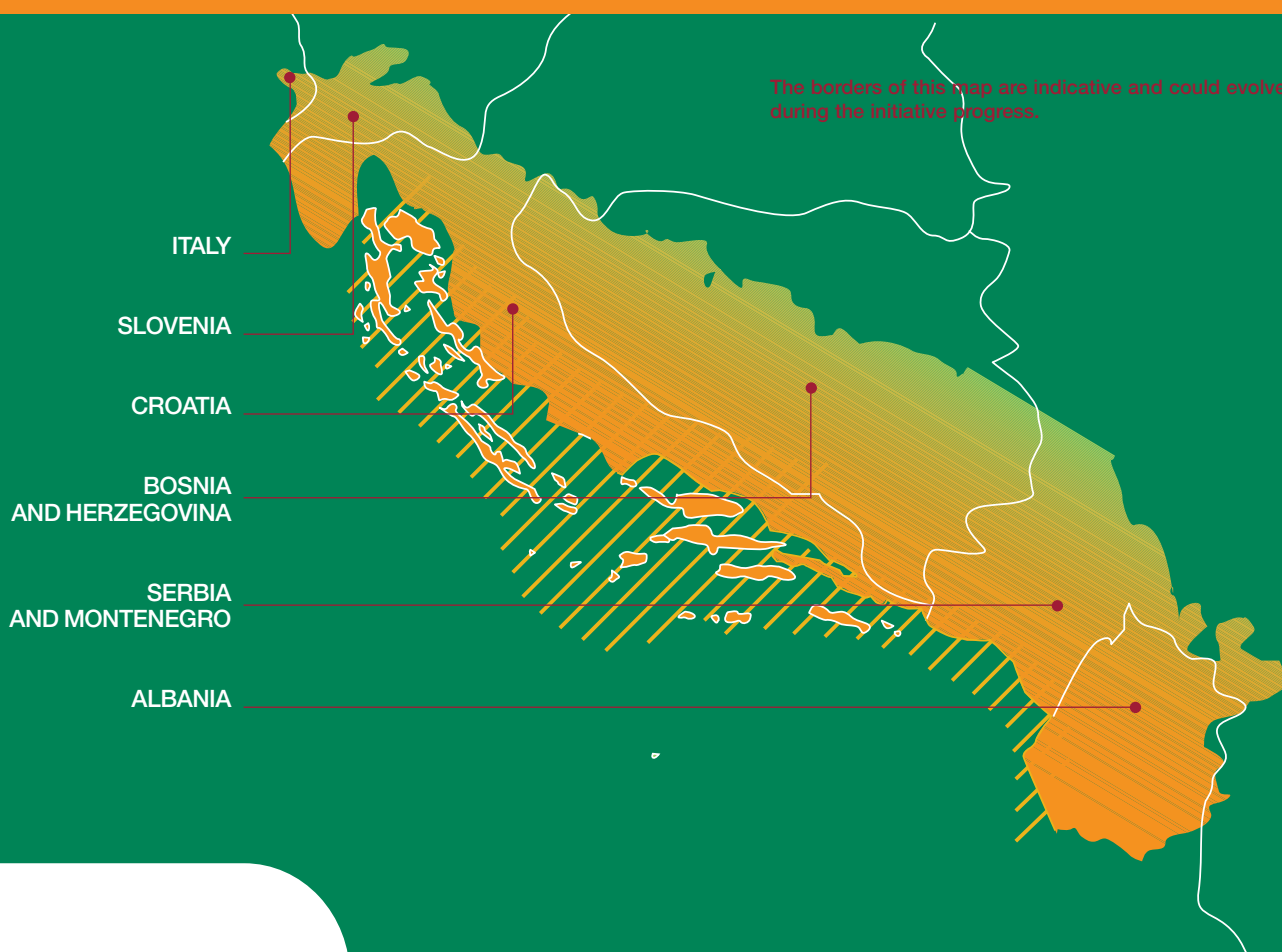 The borders of this map are indicative and could evolve
during the initiative progress.
ITALY
SLOVENIA
CROATIA
BOSNIA
AND HERZEGOVINA
SERBIA
AND MONTENEGRO
ALBANIA